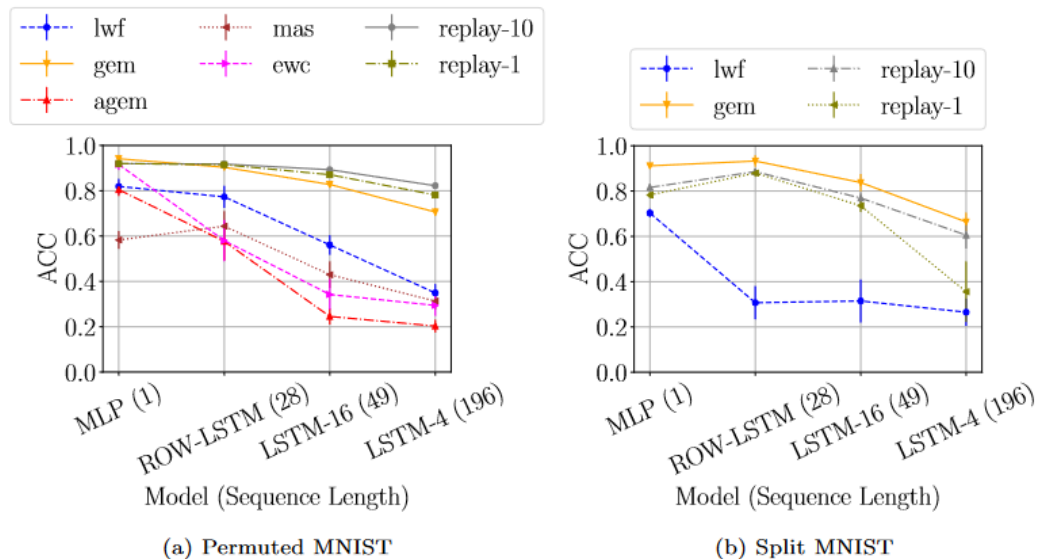 lwf mas replay-10
gem ewc replay-1
agem
ACC
1.0
0.8
0.6
0.4
0.2
0.0
MLP (1)
ROW-LSTM (28)
LSTM-16 (49)
LSTM-4 (196)
Model (Sequence Length)
(a) Permuted MNIST
lwf replay-10
gem replay-1
ACC
1.0
0.8
0.6
0.4
0.2
0.0
MLP (1)
ROW-LSTM (28)
LSTM-16 (49)
LSTM-4 (196)
Model (Sequence Length)
(b) Split MNIST